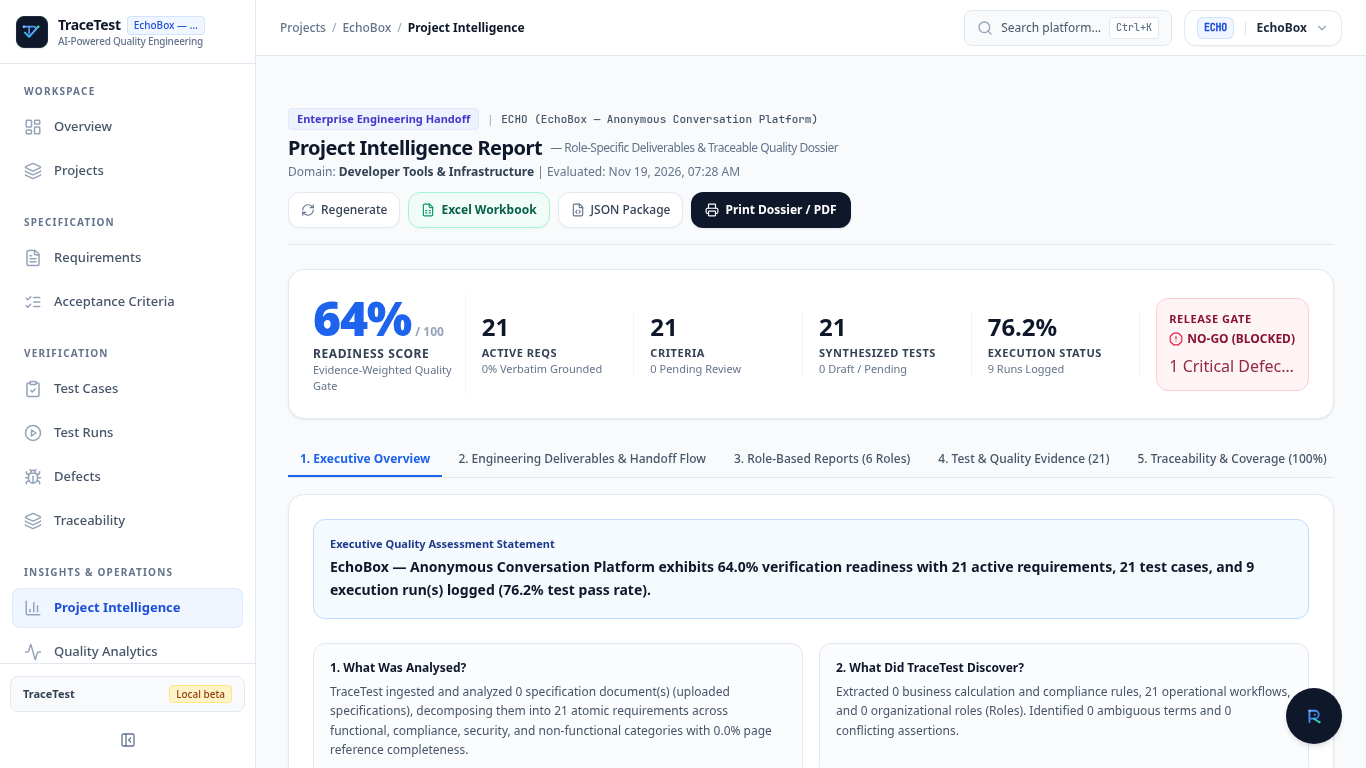 TraceTest EchoBox — ...
AI-Powered Quality Engineering
Projects / EchoBox / Project Intelligence
Search platform... Ctrl+K
ECHO EchoBox
WORKSPACE
Overview
Projects
SPECIFICATION
Requirements
Acceptance Criteria
VERIFICATION
Test Cases
Test Runs
Defects
Traceability
INSIGHTS & OPERATIONS
Project Intelligence
Quality Analytics
TraceTest Local beta
Enterprise Engineering Handoff | ECHO (EchoBox — Anonymous Conversation Platform)
Project Intelligence Report — Role-Specific Deliverables & Traceable Quality Dossier
Domain: Developer Tools & Infrastructure | Evaluated: Nov 19, 2026, 07:28 AM
Regenerate Excel Workbook JSON Package Print Dossier / PDF
64% / 100
READINESS SCORE
Evidence-Weighted Quality
Gate
21
ACTIVE REQS
0% Verbatim Grounded
21
CRITERIA
0 Pending Review
21
SYNTHESIZED TESTS
0 Draft / Pending
76.2%
EXECUTION STATUS
9 Runs Logged
RELEASE GATE
NO-GO (BLOCKED)
1 Critical Defec...
1. Executive Overview 2. Engineering Deliverables & Handoff Flow 3. Role-Based Reports (6 Roles) 4. Test & Quality Evidence (21) 5. Traceability & Coverage (100%)
Executive Quality Assessment Statement
EchoBox — Anonymous Conversation Platform exhibits 64.0% verification readiness with 21 active requirements, 21 test cases, and 9
execution run(s) logged (76.2% test pass rate).
1. What Was Analysed?
TraceTest ingested and analyzed 0 specification document(s) (uploaded
specifications), decomposing them into 21 atomic requirements across
functional, compliance, security, and non-functional categories with 0.0% page
reference completeness.
2. What Did TraceTest Discover?
Extracted 0 business calculation and compliance rules, 21 operational workflows,
and 0 organizational roles (Roles). Identified 0 ambiguous terms and 0
conflicting assertions.